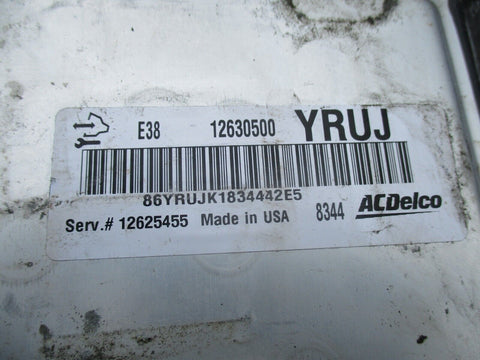 E38 12630500 YRUJ
86YRUJK1834442E5
Serv.# 12625455 Made in USA 8344 ACDelco